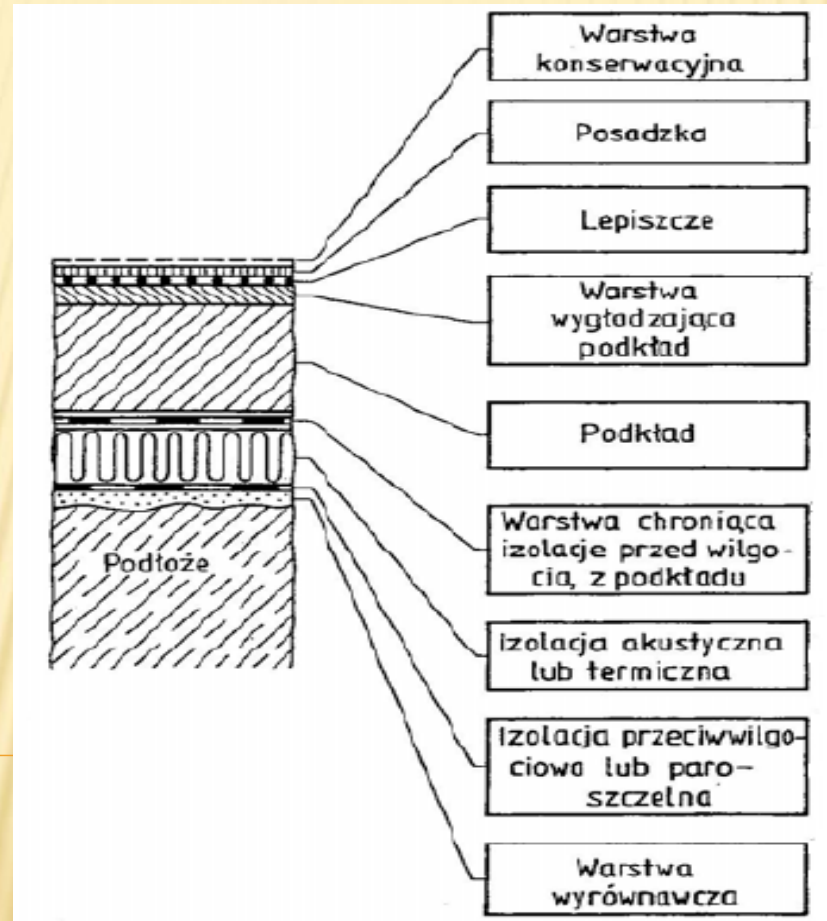 Warstwa
konserwacyjna
Posadzka
Lepiszcze
Warstwa
wygładzająca
podkład
Podkład
Warstwa chroniąca
izolacje przed wilgo-
cią, z podkładu
Podłoże
Izolacja akustyczna
lub termiczna
Izolacja przeciwwilgo-
ciowa lub paro-
szczelna
Warstwa
wyrównawcza